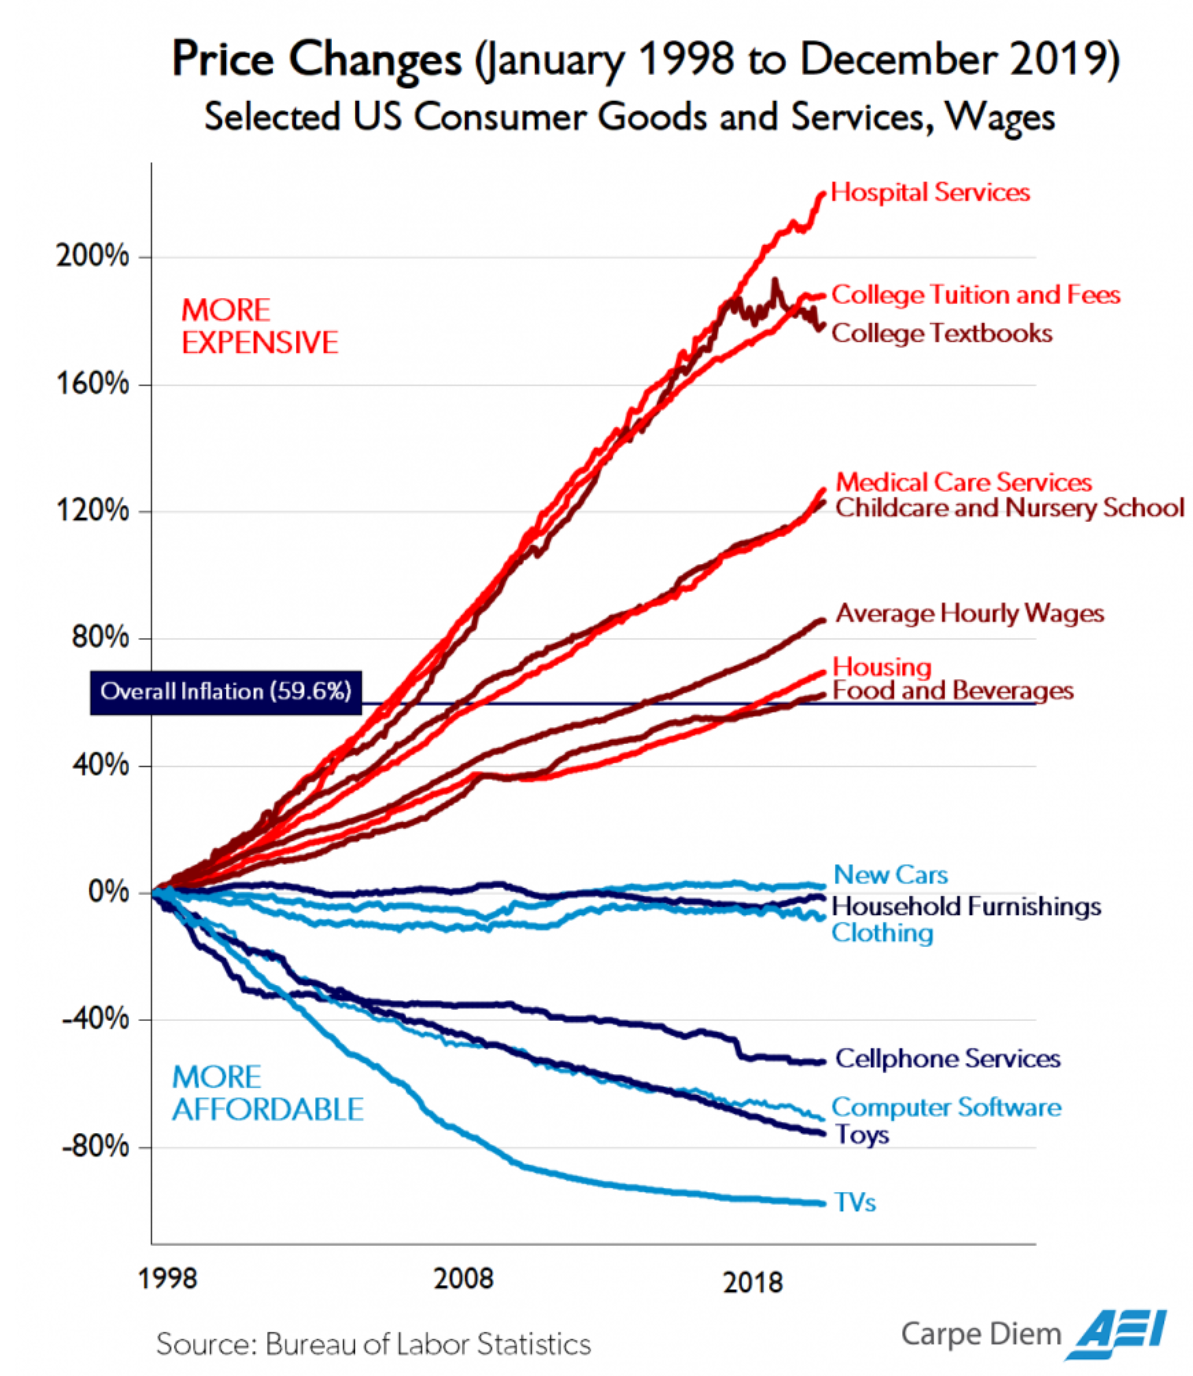 Price Changes (January 1998 to December 2019)
Selected US Consumer Goods and Services, Wages
Hospital Services
200%
MORE
EXPENSIVE
College Tuition and Fees
College Textbooks
160%
Medical Care Services
120%
Childcare and Nursery School
Average Hourly Wages
80%
Housing
Overall Inflation (59.6%)
Food and Beverages
40%
New Cars
0%
Household Furnishings
Clothing
-40%
Cellphone Services
MORE
AFFORDABLE
Computer Software
Toys
-80%
TVs
1998
2008
2018
Source: Bureau of Labor Statistics
Carpe Diem AEI